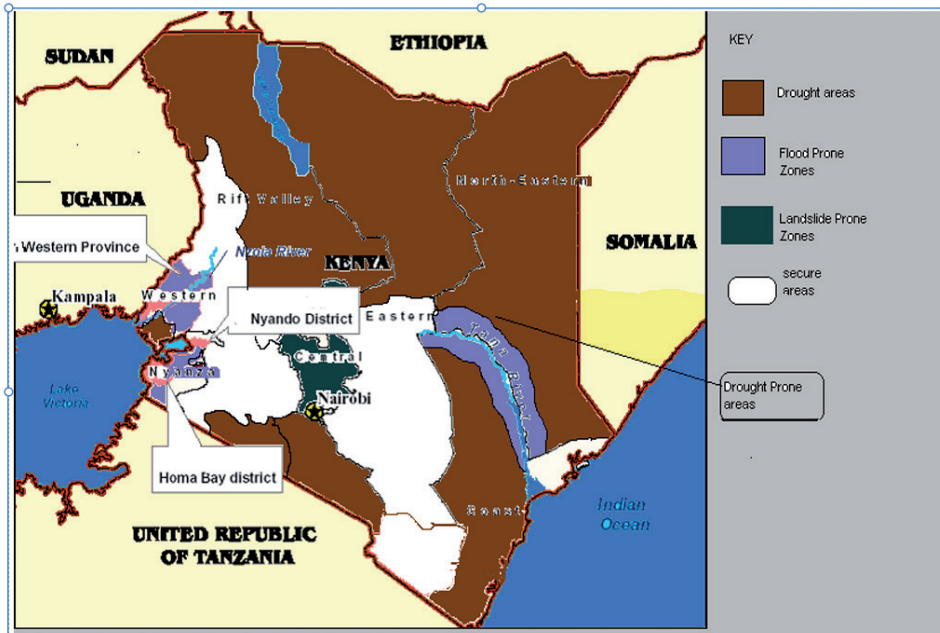 SUDAN
ETHIOPIA
UGANDA
Rift Valley
North-Eastern
SOMALIA
Western Province
Nzoia River
KENYA
Kampala
Western
Nyando District
Eastern
Tana River
Central
Nyanza
Nairobi
Lake
Victoria
Homa Bay district
Coast
Indian
Ocean
UNITED REPUBLIC
OF TANZANIA
KEY
Drought areas
Flood Prone
Zones
Landslide Prone
Zones
secure
areas
Drought Prone
areas